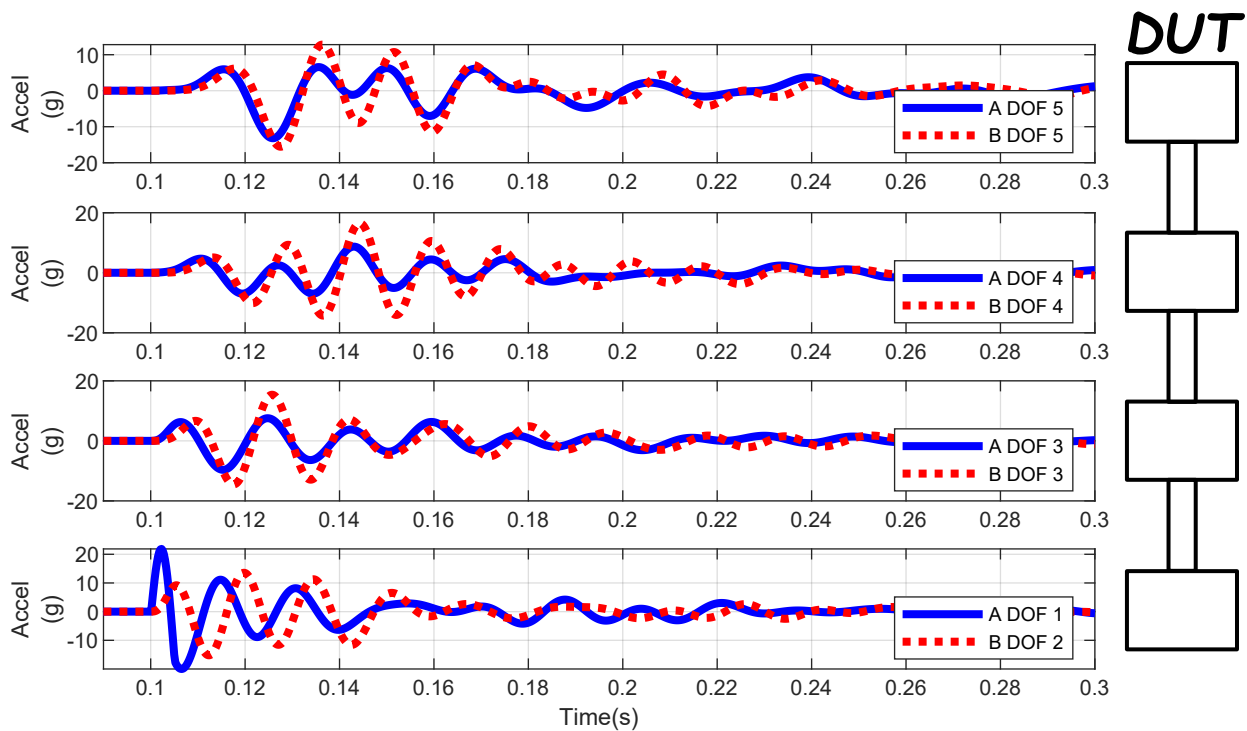 DUT
10
0
-10
-20
Accel
(g)
A DOF 5
B DOF 5
0.1 0.12 0.14 0.16 0.18 0.2 0.22 0.24 0.26 0.28 0.3
20
0
-20
Accel
(g)
A DOF 4
B DOF 4
0.1 0.12 0.14 0.16 0.18 0.2 0.22 0.24 0.26 0.28 0.3
20
0
-20
Accel
(g)
A DOF 3
B DOF 3
0.1 0.12 0.14 0.16 0.18 0.2 0.22 0.24 0.26 0.28 0.3
20
10
0
-10
Accel
(g)
A DOF 1
B DOF 2
0.1 0.12 0.14 0.16 0.18 0.2 0.22 0.24 0.26 0.28 0.3
Time(s)